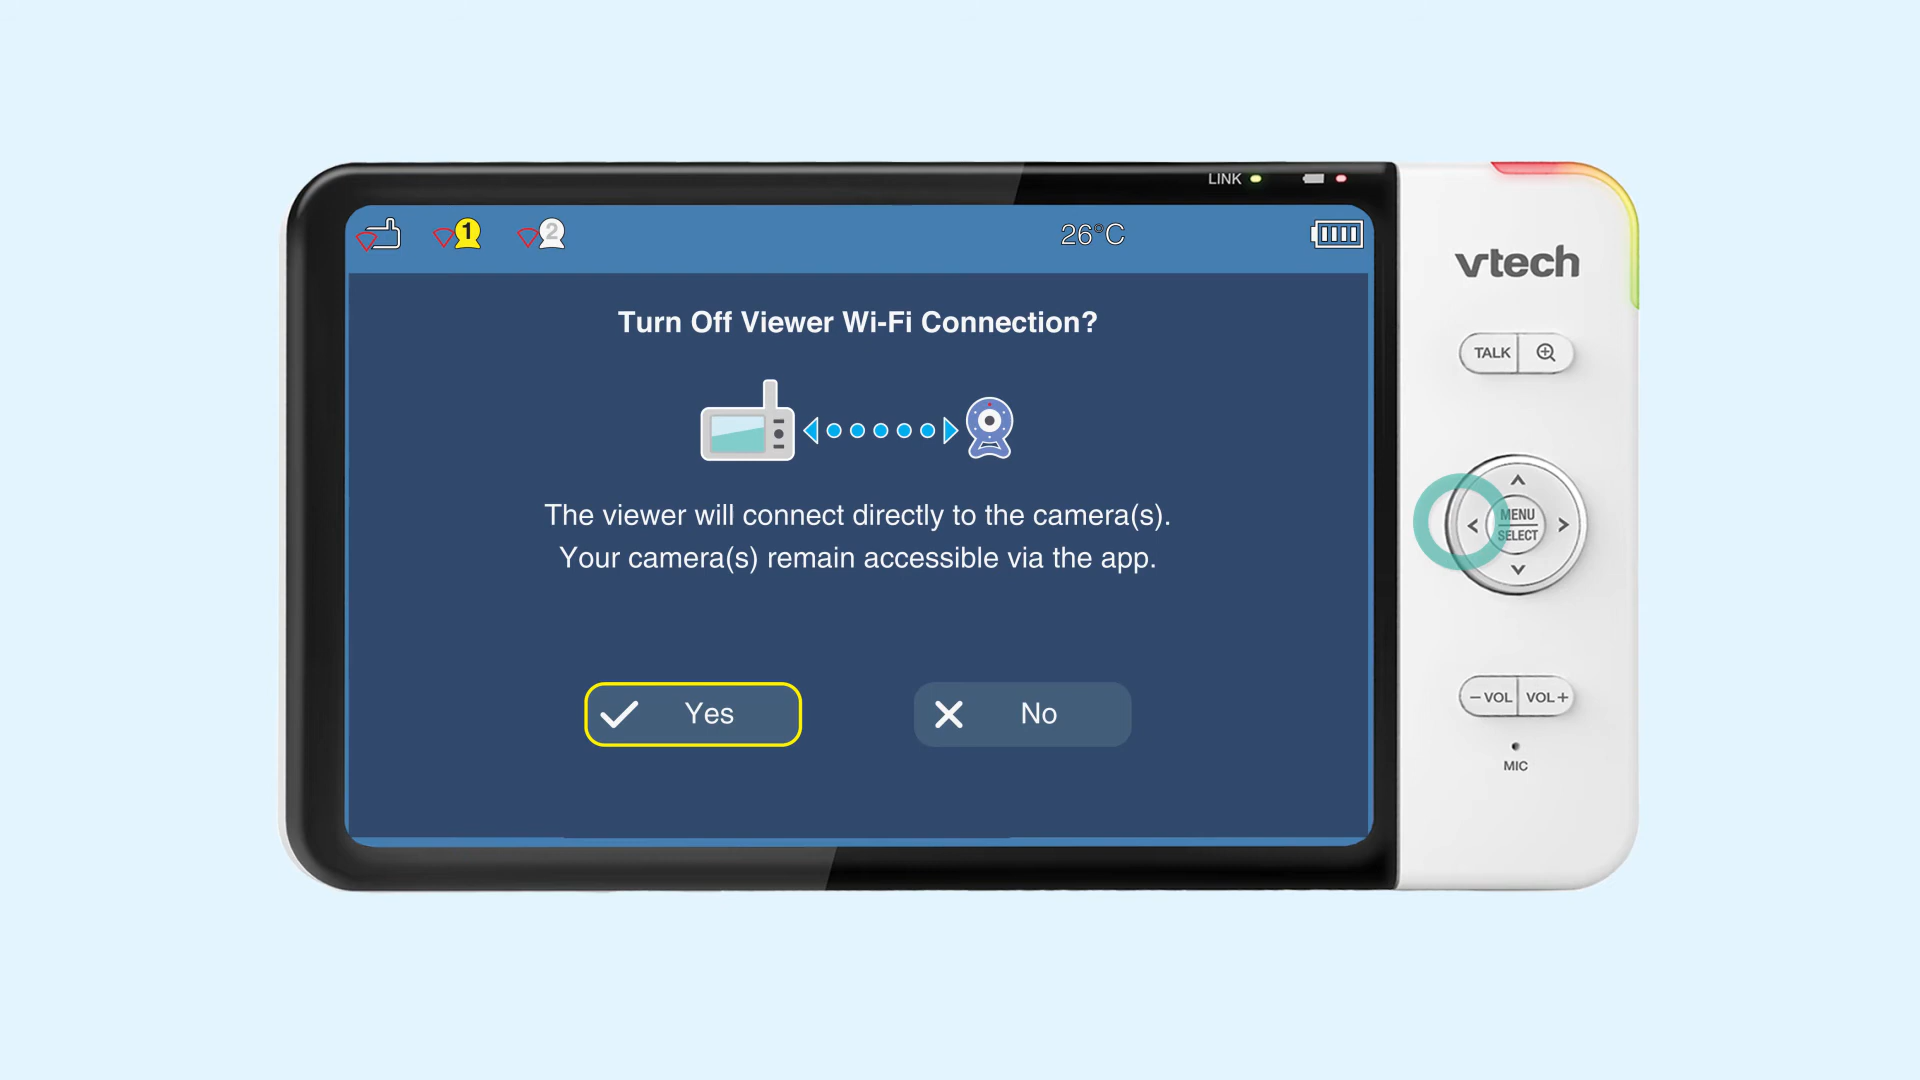 LINK
1
2
26°C
vtech
Turn Off Viewer Wi-Fi Connection?
TALK
The viewer will connect directly to the camera(s).
Your camera(s) remain accessible via the app.
MENU
SELECT
Yes
No
−VOL VOL+
MIC